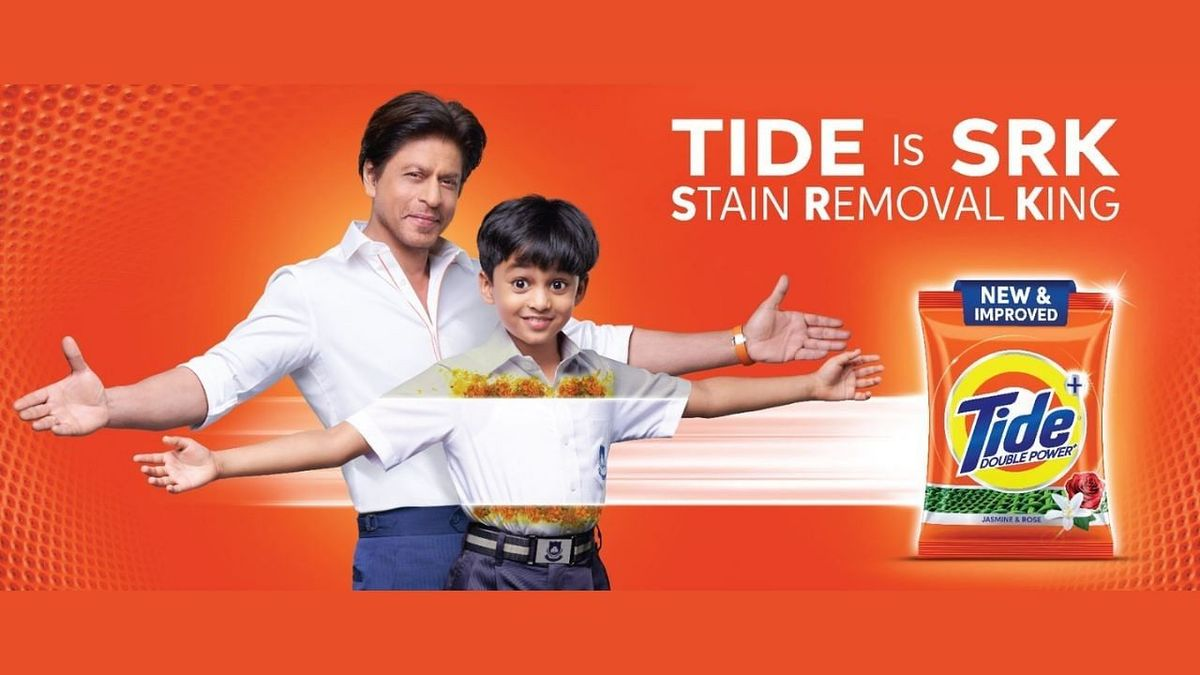 TIDE IS SRK
STAIN REMOVAL KING
NEW &
IMPROVED
Tide+
DOUBLE POWER+
JASMINE & ROSE